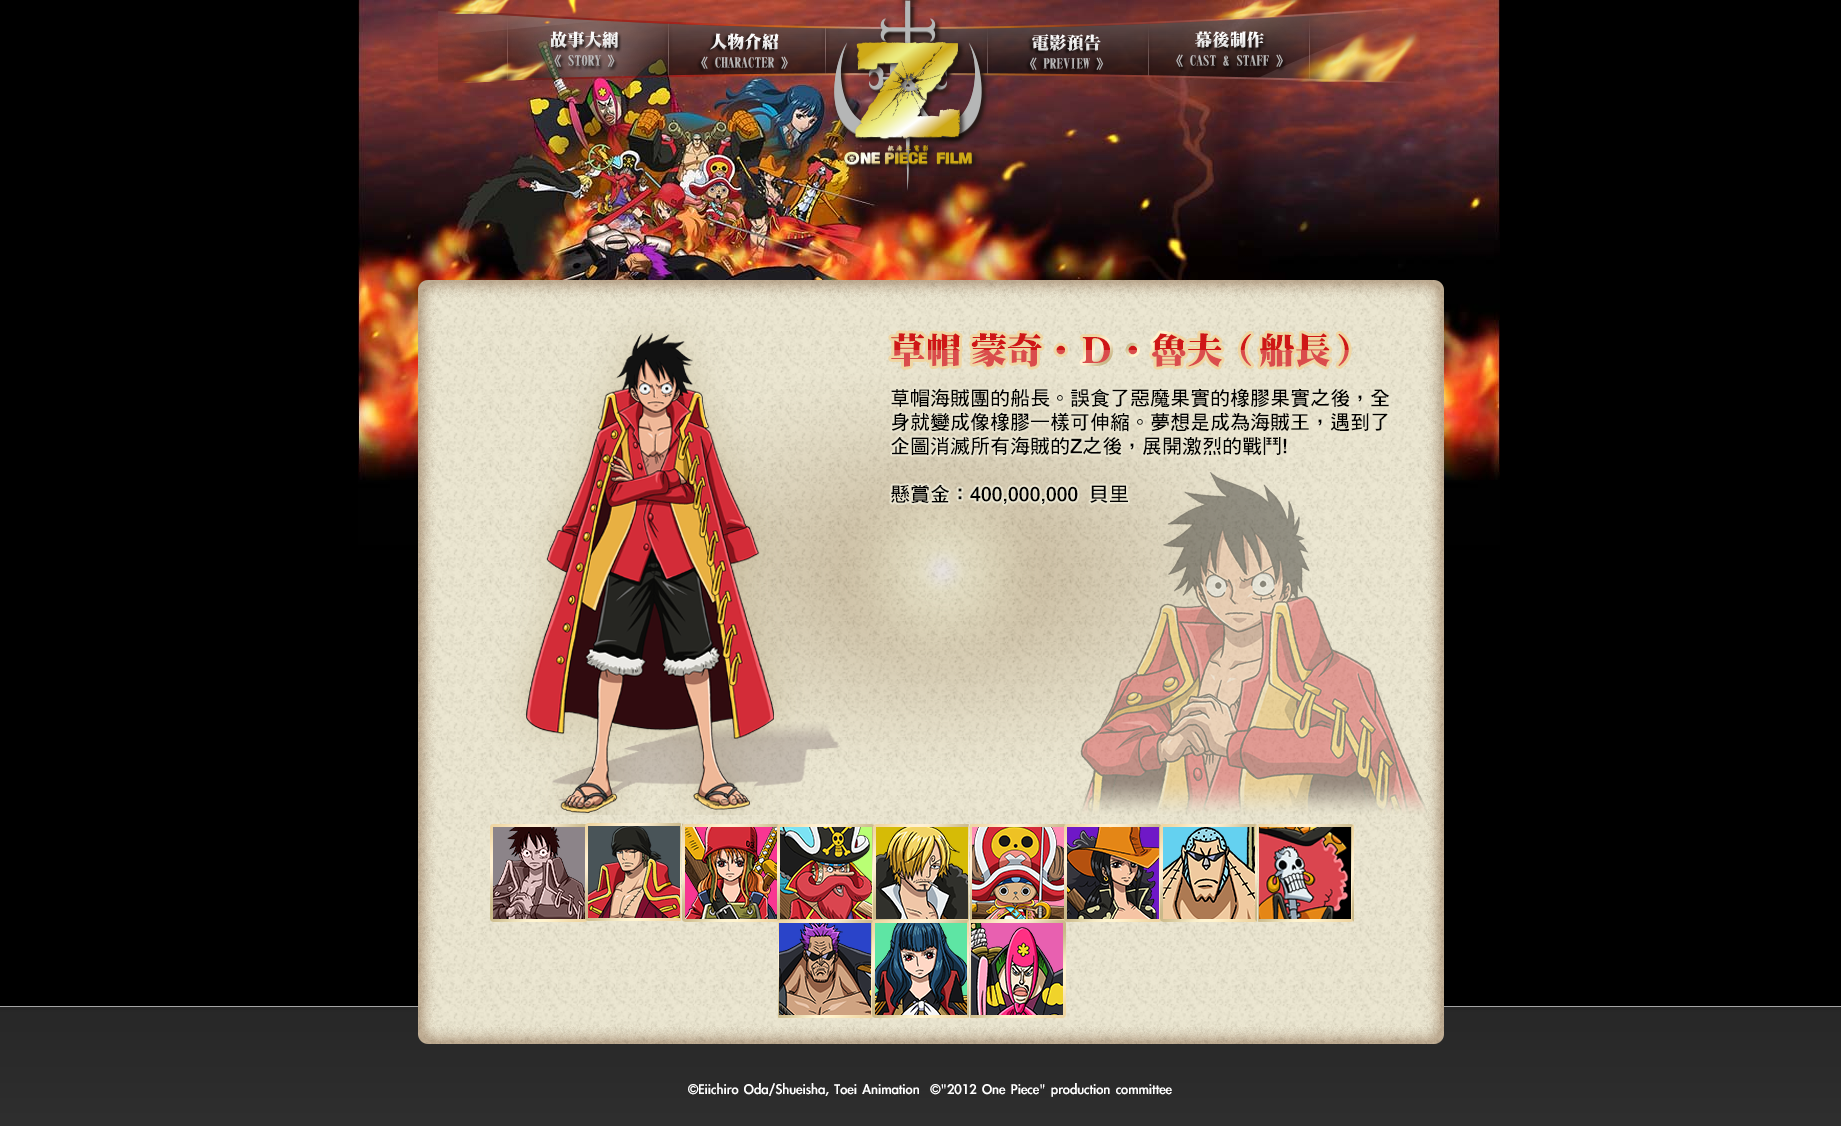 故事大網
《 STORY 》
人物介紹
《 CHARACTER 》
Z
航海王電影
ONE PIECE FILM
電影預告
《 PREVIEW 》
幕後制作
《 CAST & STAFF 》
草帽 蒙奇・D・魯夫（船長）
草帽海賊團的船長。誤食了惡魔果實的橡膠果實之後，全
身就變成像橡膠一樣可伸縮。夢想是成為海賊王，遇到了
企圖消滅所有海賊的Z之後，展開激烈的戰鬥!
懸賞金：400,000,000 貝里
©Eiichiro Oda/Shueisha, Toei Animation ©"2012 One Piece" production committee